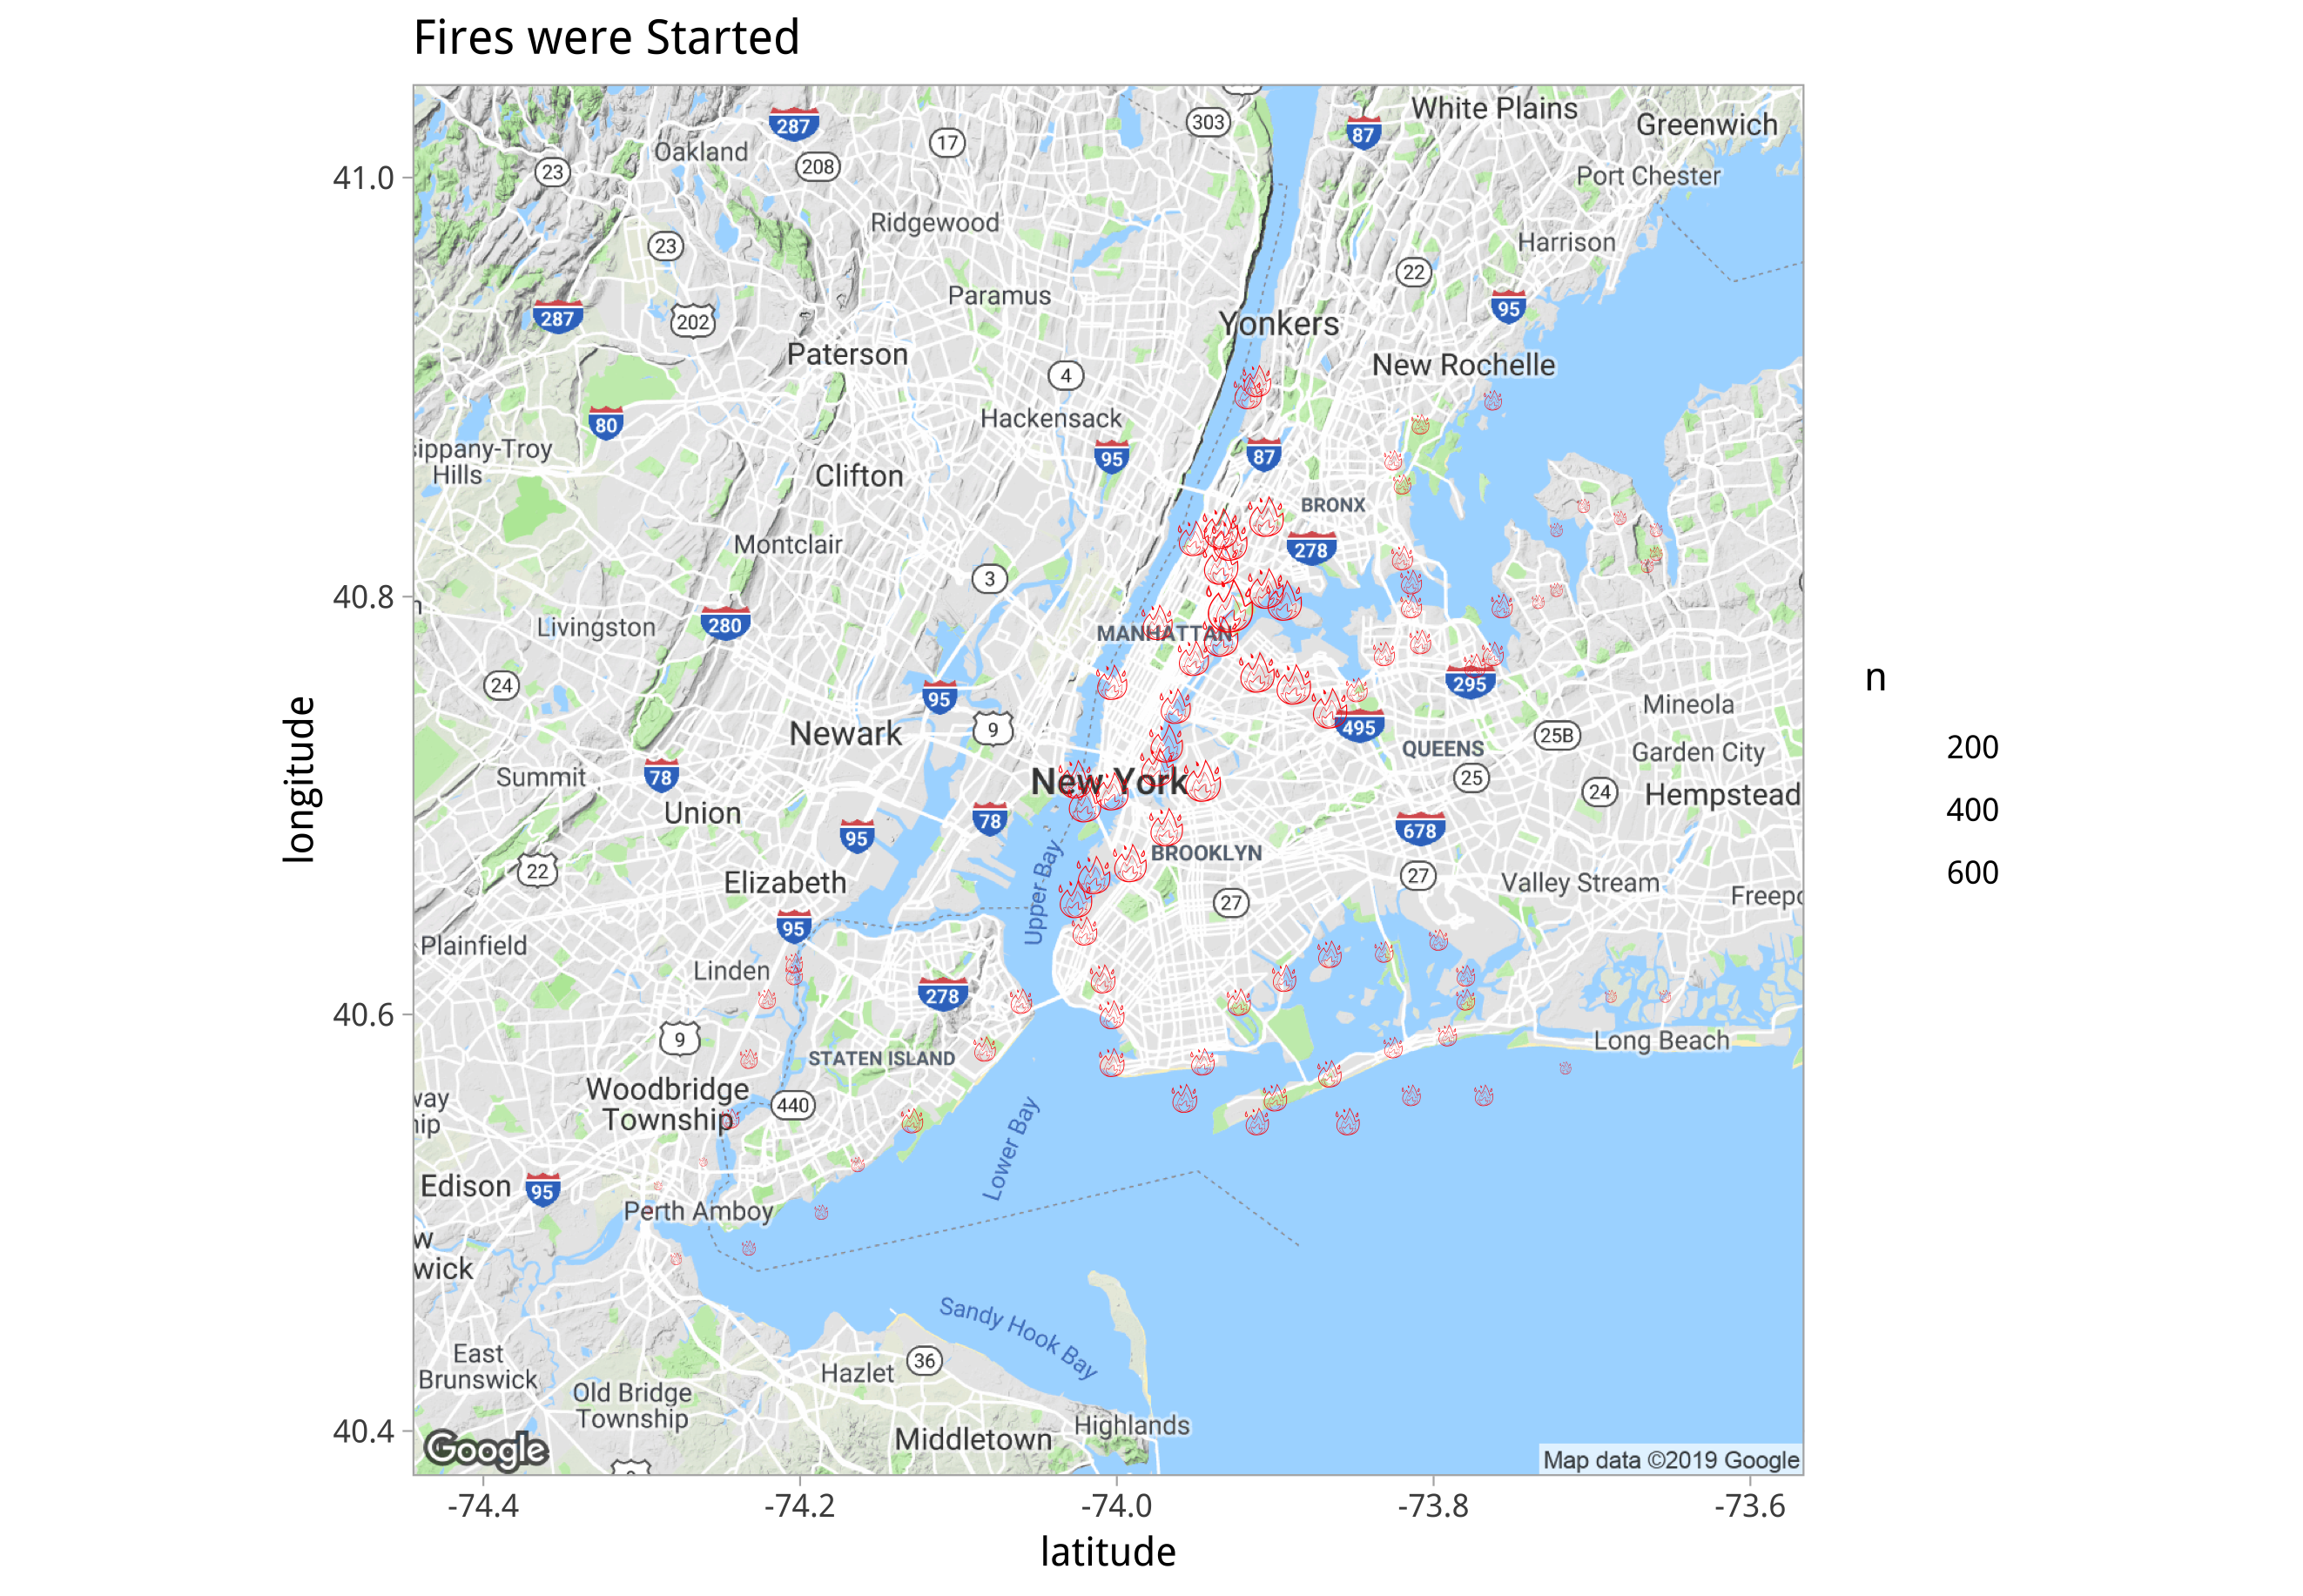 Fires were Started
White Plains
287
303
87
Greenwich
Oakland
17
208
23
Port Chester
Ridgewood
Harrison
23
22
Paramus
95
287
202
Yonkers
Paterson
New Rochelle
4
80
Hackensack
sippany-Troy
Hills
95
87
Clifton
BRONX
Montclair
278
3
280
Livingston
MANHATTAN
24
95
295
Mineola
9
495
Newark
25B
QUEENS
Garden City
78
Summit
New York
25
24
Hempstead
Union
78
95
678
22
BROOKLYN
Elizabeth
27
Valley Stream
Freepo
27
Upper Bay
95
Plainfield
Linden
278
9
Long Beach
STATEN ISLAND
Woodbridge
Township
440
way
hip
Lower Bay
Edison
95
Perth Amboy
w
wick
Sandy Hook Bay
East
Brunswick
36
Hazlet
Old Bridge
Township
Highlands
Middletown
Google
Map data ©2019 Google
41.0
40.8
40.6
40.4
longitude
-74.4
-74.2
-74.0
-73.8
-73.6
latitude
n
200
400
600